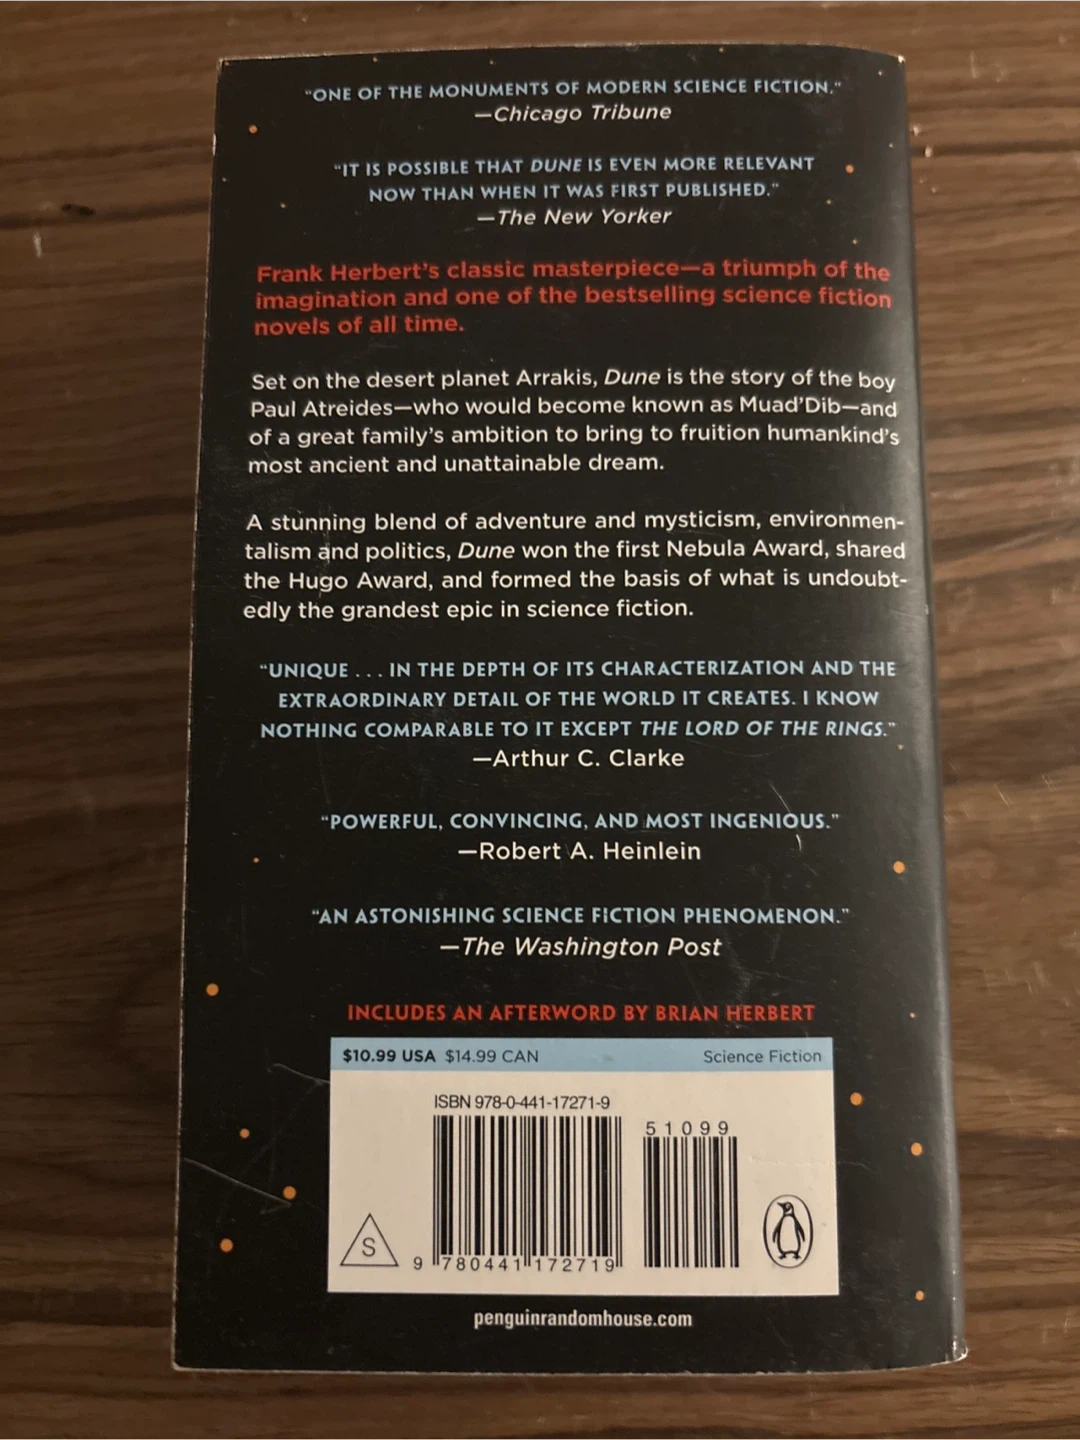 "ONE OF THE MONUMENTS OF MODERN SCIENCE FICTION."
—Chicago Tribune
"IT IS POSSIBLE THAT DUNE IS EVEN MORE RELEVANT
NOW THAN WHEN IT WAS FIRST PUBLISHED."
—The New Yorker
Frank Herbert's classic masterpiece—a triumph of the
imagination and one of the bestselling science fiction
novels of all time.
Set on the desert planet Arrakis, Dune is the story of the boy
Paul Atreides—who would become known as Muad'Dib—and
of a great family's ambition to bring to fruition humankind's
most ancient and unattainable dream.
A stunning blend of adventure and mysticism, environmen-
talism and politics, Dune won the first Nebula Award, shared
the Hugo Award, and formed the basis of what is undoubt-
edly the grandest epic in science fiction.
"UNIQUE . . . IN THE DEPTH OF ITS CHARACTERIZATION AND THE
EXTRAORDINARY DETAIL OF THE WORLD IT CREATES. I KNOW
NOTHING COMPARABLE TO IT EXCEPT THE LORD OF THE RINGS."
—Arthur C. Clarke
"POWERFUL, CONVINCING, AND MOST INGENIOUS."
—Robert A. Heinlein
"AN ASTONISHING SCIENCE FICTION PHENOMENON."
—The Washington Post
INCLUDES AN AFTERWORD BY BRIAN HERBERT
$10.99 USA $14.99 CAN Science Fiction
ISBN 978-0-441-17271-9
51099
S
9 780441 172719
penguinrandomhouse.com